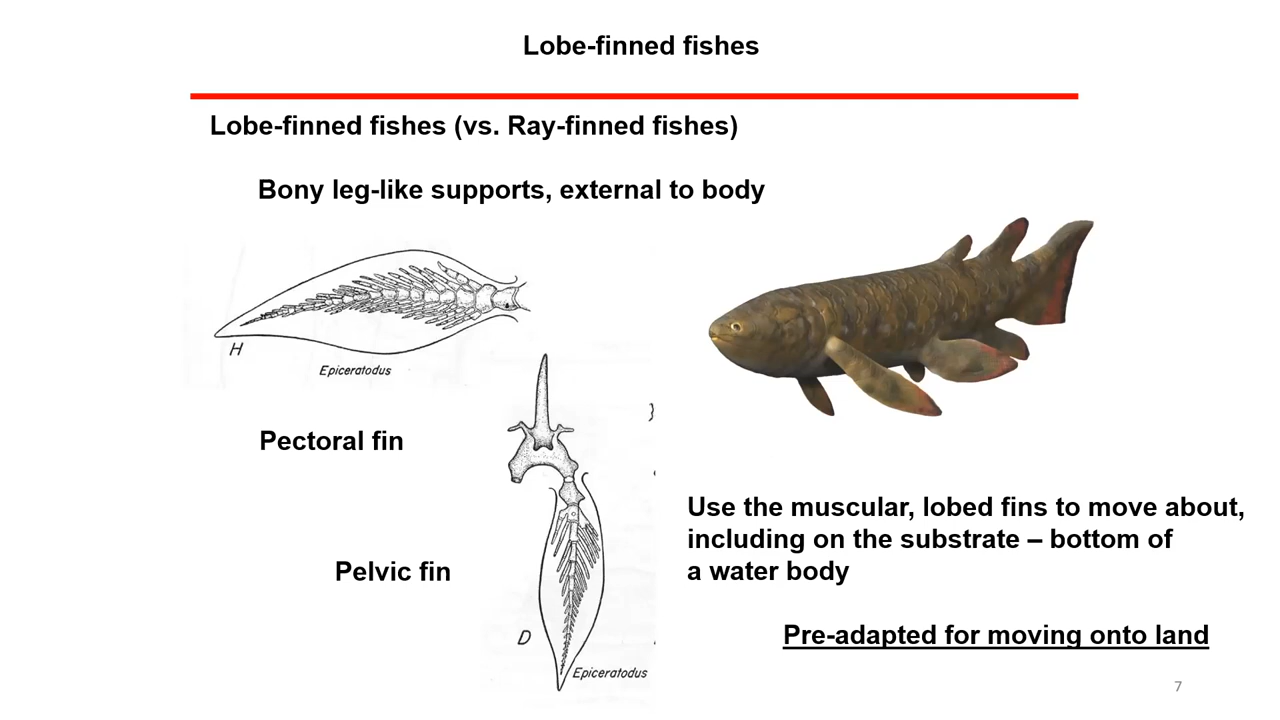 Lobe-finned fishes
Lobe-finned fishes (vs. Ray-finned fishes)
Bony leg-like supports, external to body
H
Epiceratodus
Pectoral fin
Pelvic fin
D
Epiceratodus
Use the muscular, lobed fins to move about,
including on the substrate – bottom of
a water body
Pre-adapted for moving onto land
7